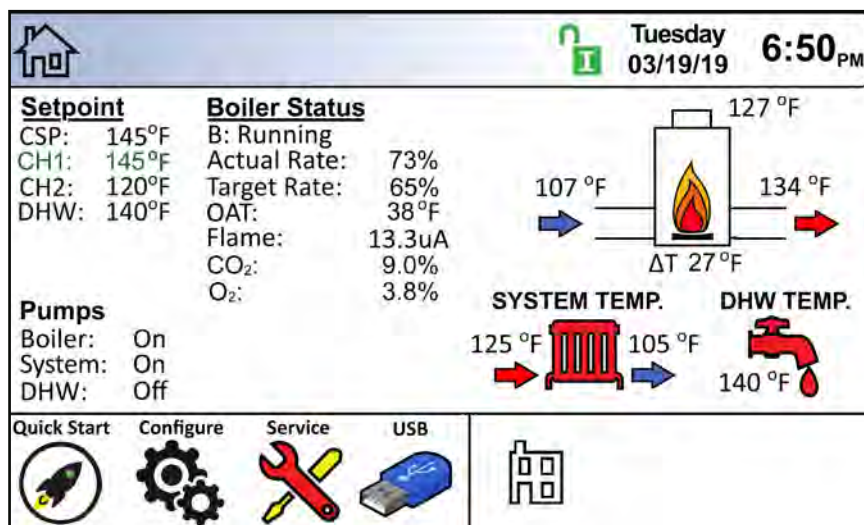 Tuesday
03/19/19
6:50PM
I
Setpoint
CSP: 145°F
CH1: 145°F
CH2: 120°F
DHW: 140°F
Boiler Status
B: Running
Actual Rate: 73%
Target Rate: 65%
OAT: 38°F
Flame: 13.3uA
CO₂: 9.0%
O₂: 3.8%
127 °F
107 °F
134 °F
ΔT 27°F
Pumps
Boiler: On
System: On
DHW: Off
SYSTEM TEMP.
125 °F
105 °F
DHW TEMP.
140 °F
Quick Start
Configure
Service
USB